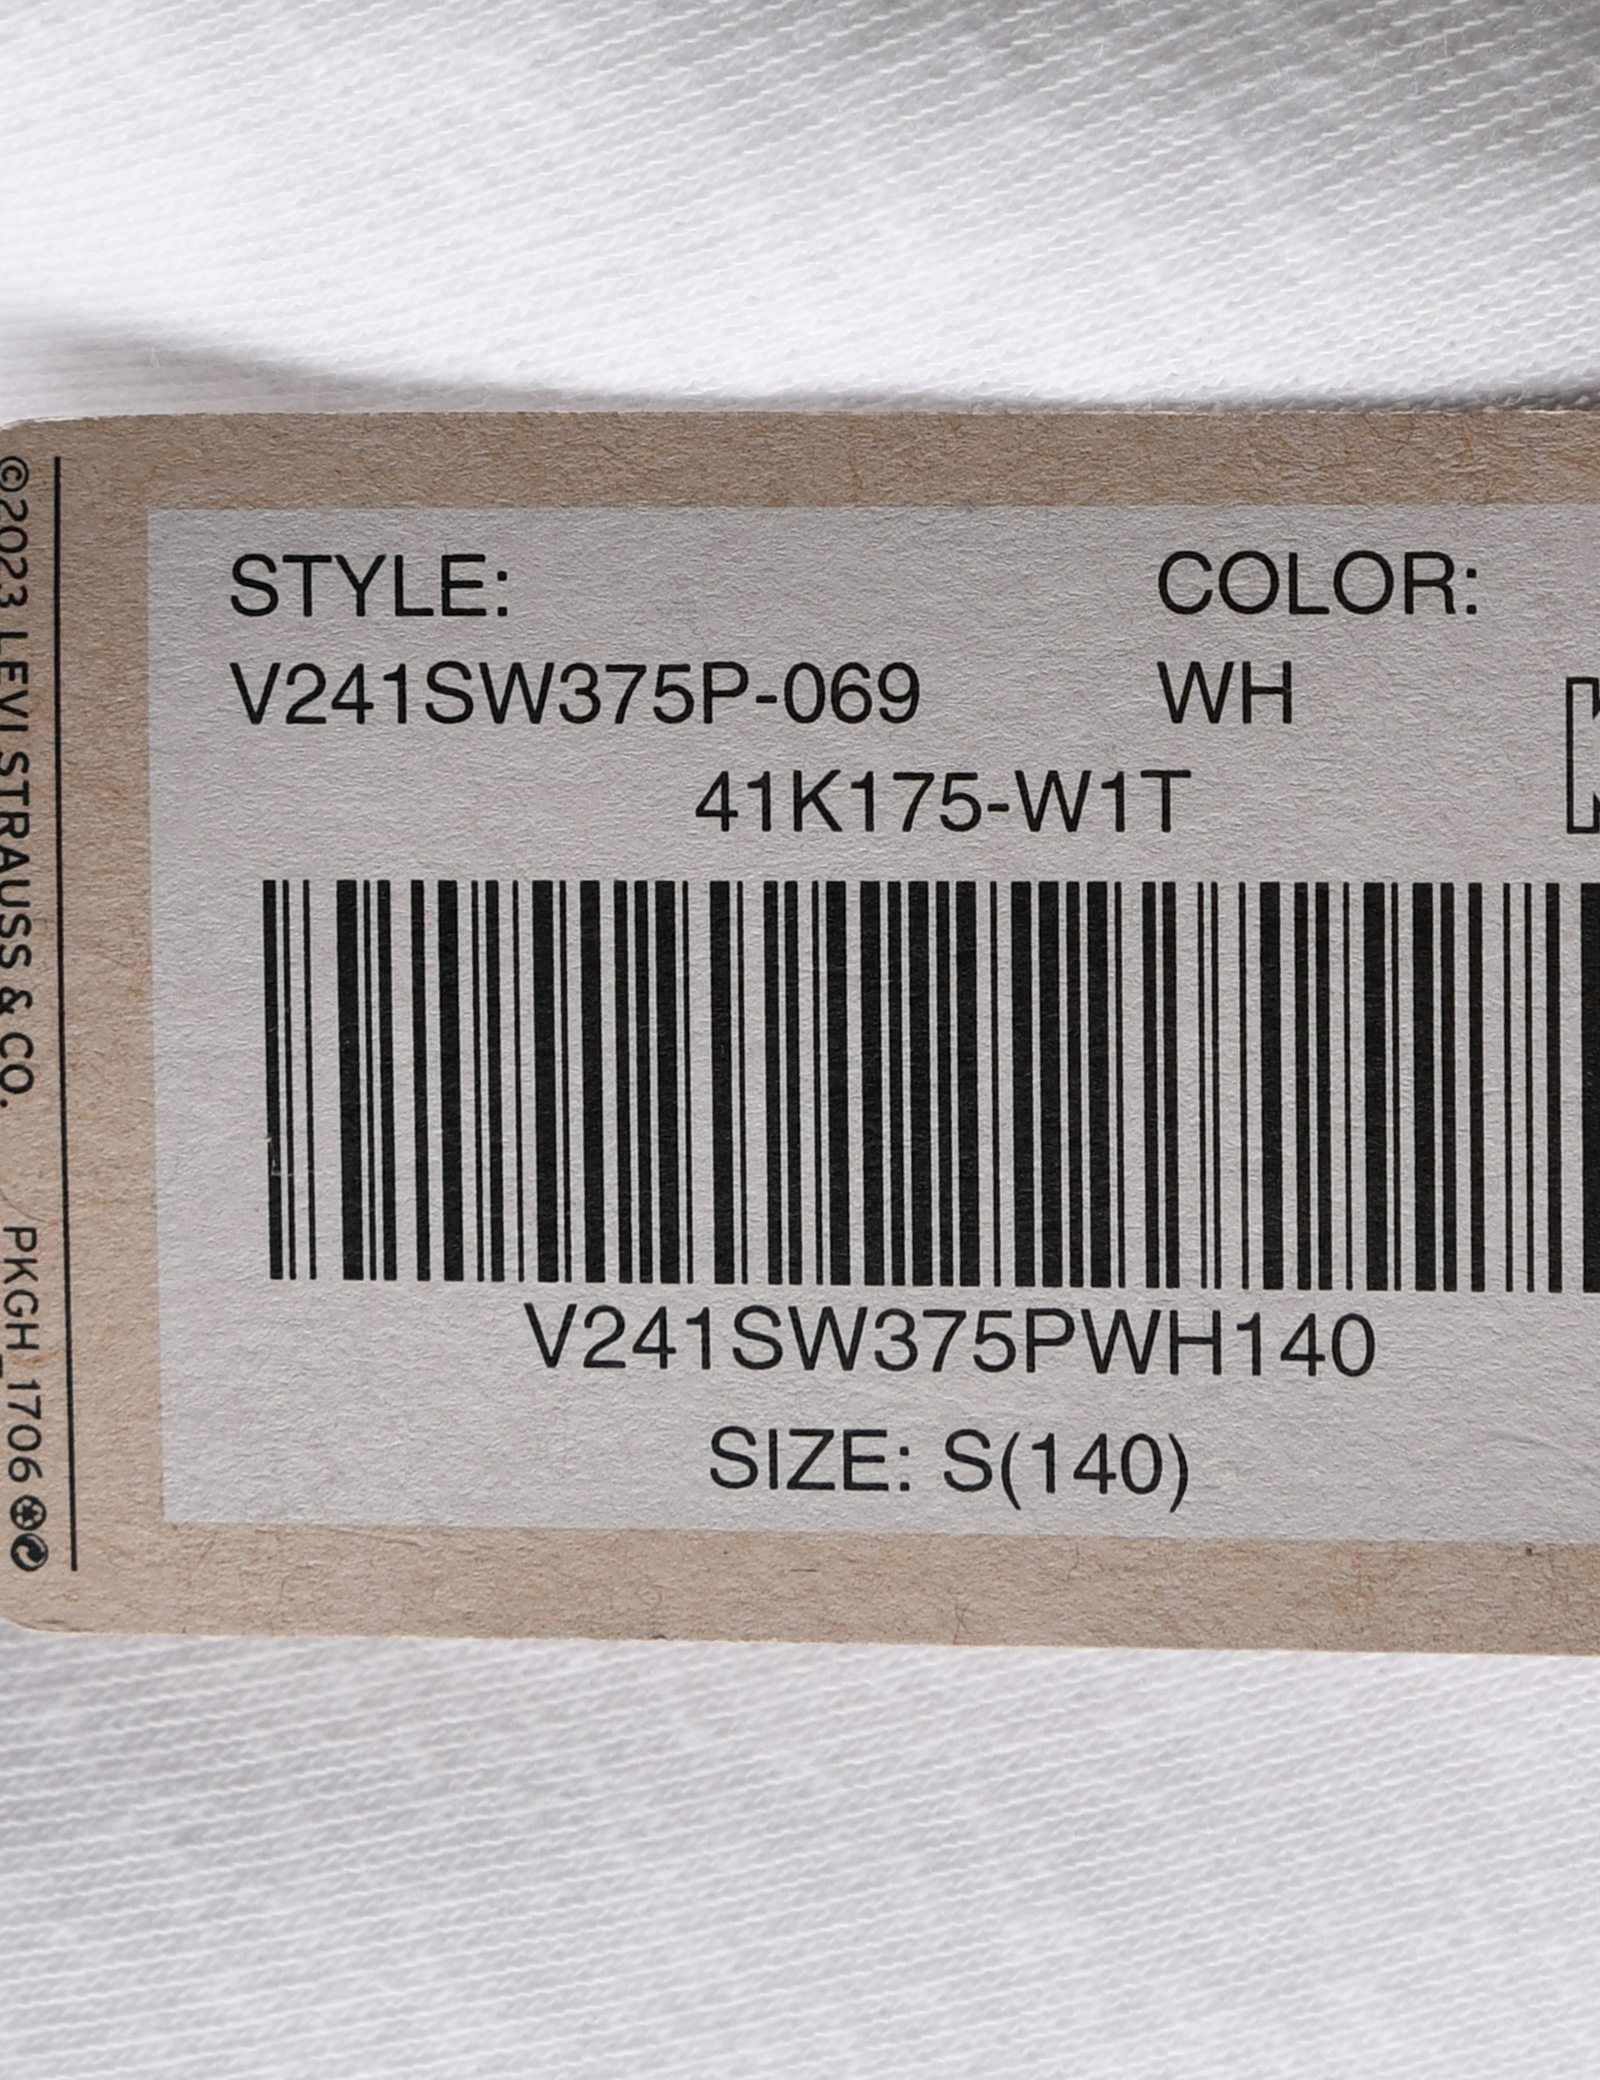 STYLE:
COLOR:
V241SW375P-069
WH
41K175-W1T
V241SW375PWH140
SIZE: S(140)
©2023 LEVI STRAUSS & CO.
PKGH_1706